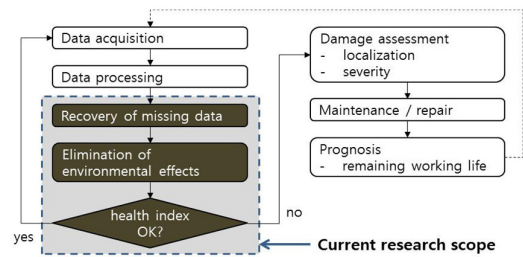 Data acquisition
Data processing
Recovery of missing data
Elimination of
environmental effects
health index
OK?
yes
no
Damage assessment
- localization
- severity
Maintenance / repair
Prognosis
- remaining working life
Current research scope